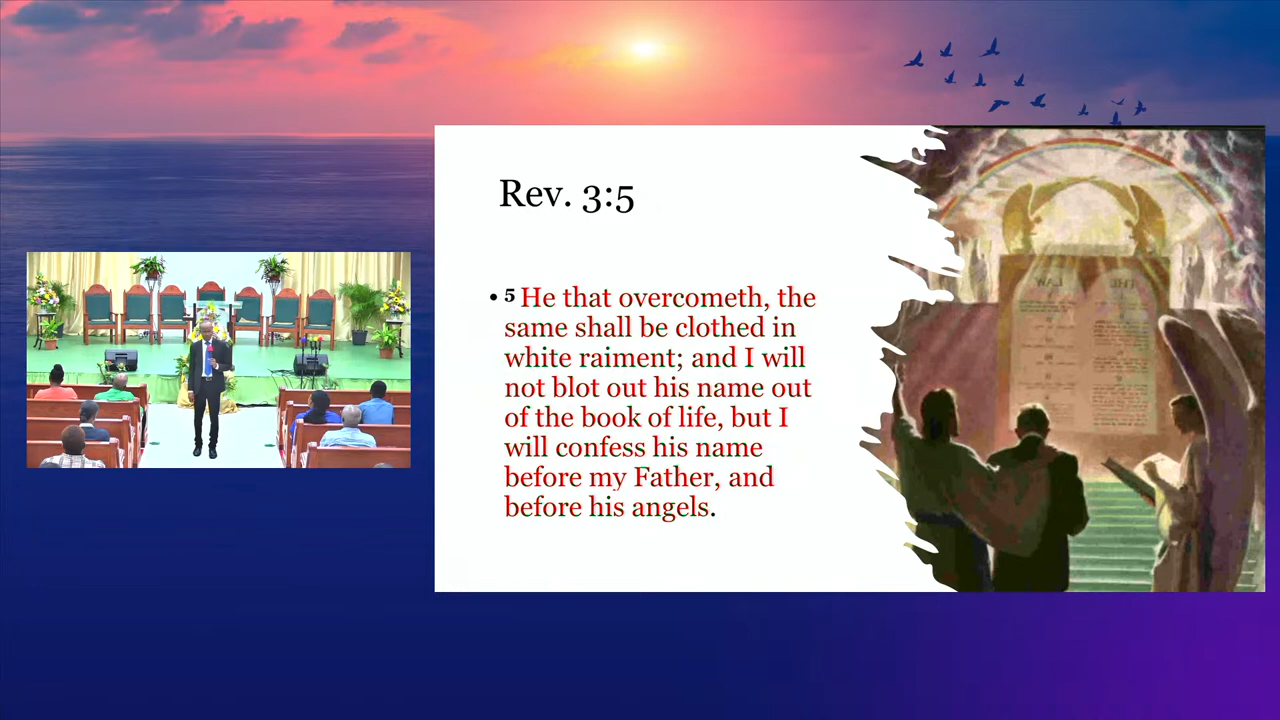 Rev. 3:5
• 5 He that overcometh, the
same shall be clothed in
white raiment; and I will
not blot out his name out
of the book of life, but I
will confess his name
before my Father, and
before his angels.
LAW
THE